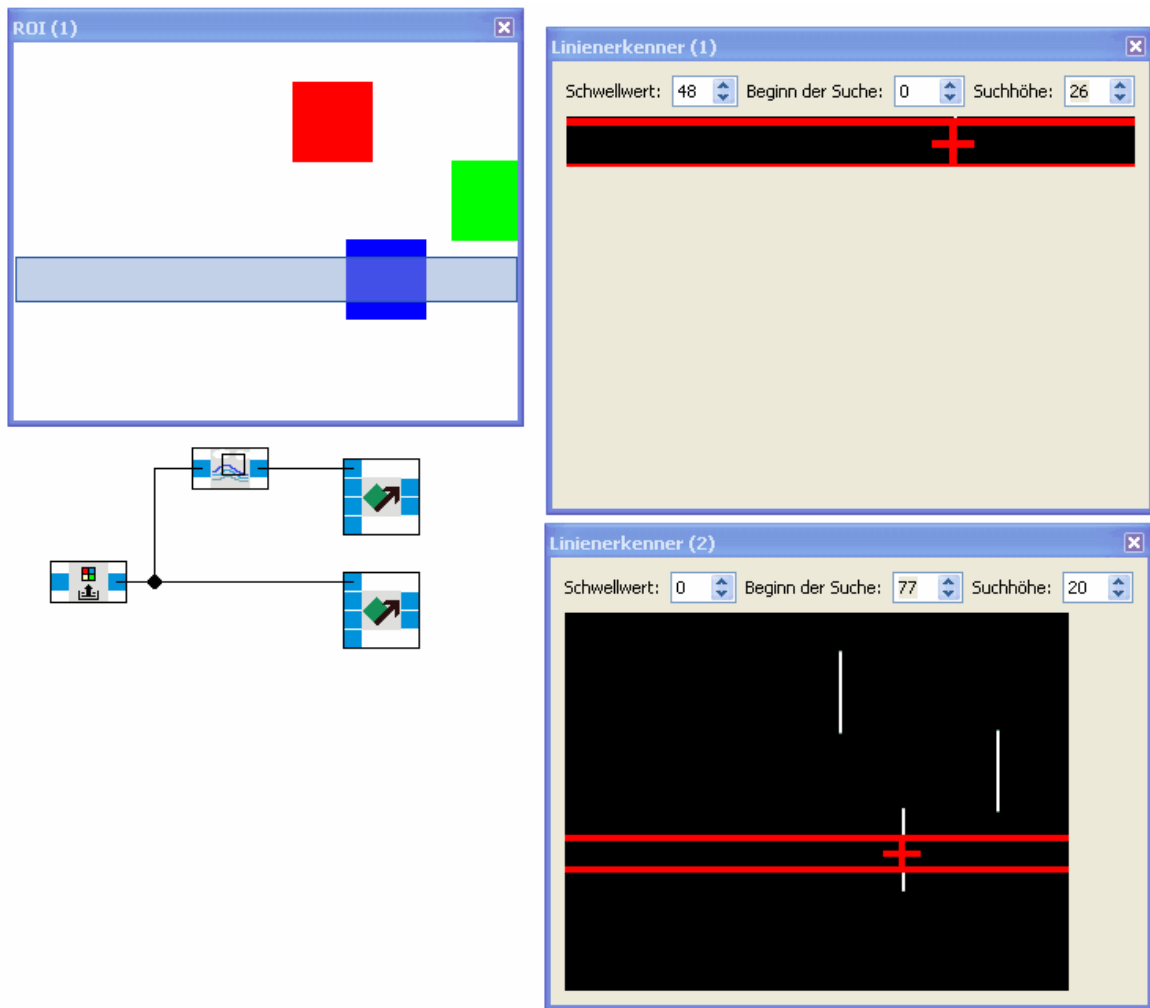 ROI (1)
Linienerkenner (1)
Schwellwert: 48 Beginn der Suche: 0 Suchhöhe: 26
Linienerkenner (2)
Schwellwert: 0 Beginn der Suche: 77 Suchhöhe: 20